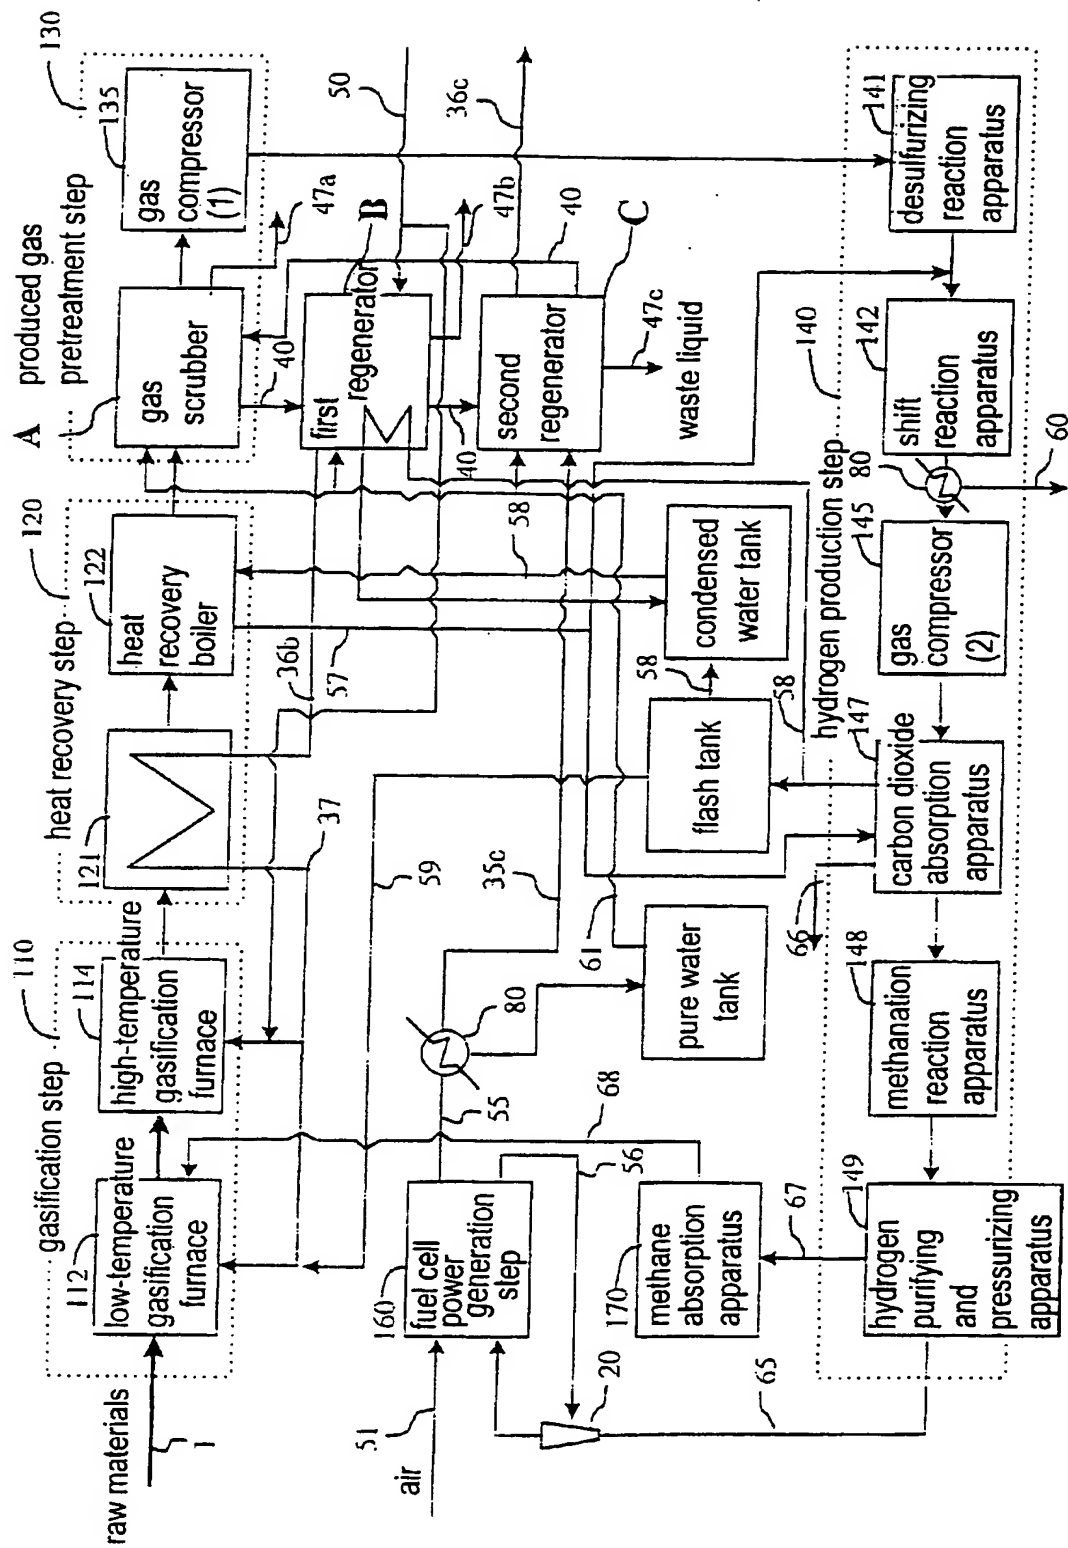 raw materials
1
gasification step
110
112
low-temperature
gasification
furnace
114
high-temperature
gasification
furnace
heat recovery step
120
121
122
heat
recovery
boiler
A
produced gas
pretreatment step
130
gas
scrubber
135
gas
compressor
(1)
47a
40
37
36b
57
first
regenerator
B
50
59
58
40
40
47b
36c
40
second
regenerator
C
47c
waste liquid
51
air
160
fuel cell
power
generation
step
55
80
35c
56
68
61
20
65
170
methane
absorption
apparatus
67
pure water
tank
flash tank
58
condensed
water tank
58
66
hydrogen production step
140
149
hydrogen
purifying
and
pressurizing
apparatus
148
methanation
reaction
apparatus
147
carbon dioxide
absorption
apparatus
145
gas
compressor
(2)
80
60
142
shift
reaction
apparatus
141
desulfurizing
reaction
apparatus